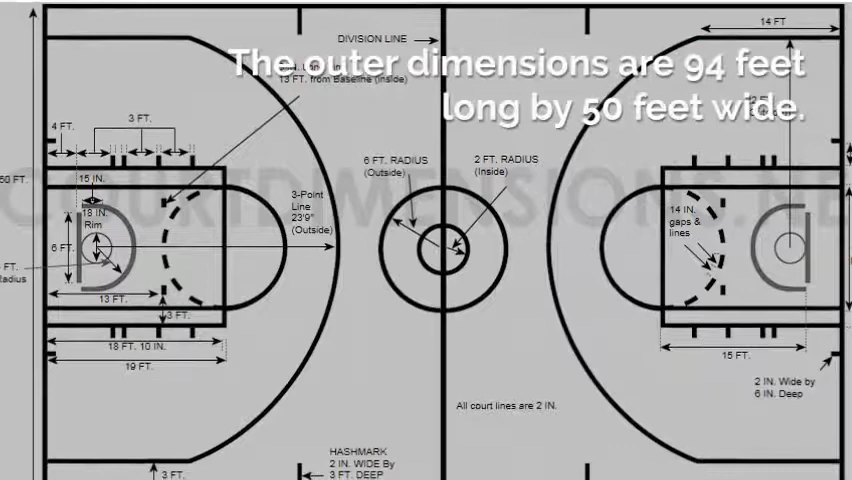 14 FT
DIVISION LINE
The outer dimensions are 94 feet
long by 50 feet wide.
13 FT. from Baseline (Inside)
4 FT.
3 FT.
6 FT. RADIUS
(Outside)
2 FT. RADIUS
(Inside)
50 FT.
15 IN.
COURTDIMENSIONS.NE
3-Point
Line
23'9"
(Outside)
18 IN.
Rim
14 IN.
gaps &
lines
6 FT.
FT.
Radius
13 FT.
3 FT.
18 FT. 10 IN.
19 FT.
15 FT.
2 IN. Wide by
6 IN. Deep
All court lines are 2 IN.
HASHMARK
2 IN. WIDE By
3 FT. DEEP
3 FT.